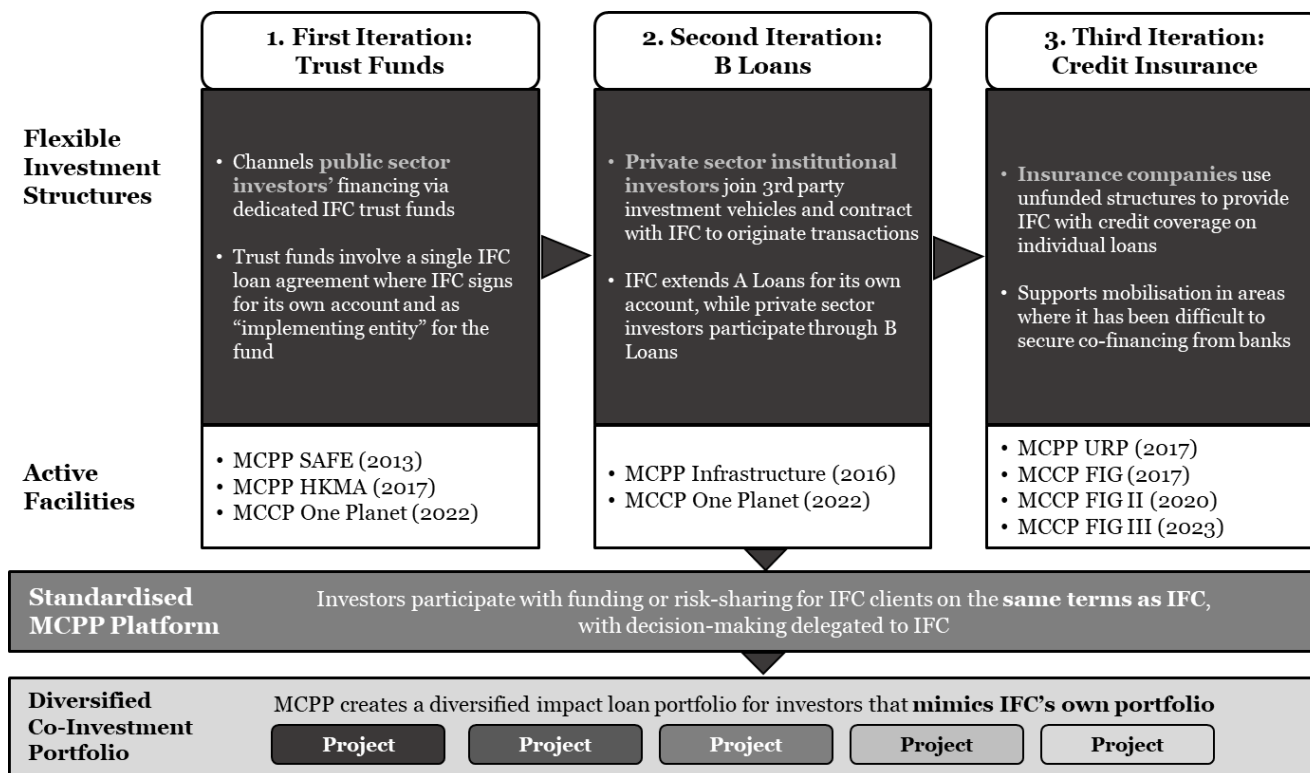 1. First Iteration:
Trust Funds
2. Second Iteration:
B Loans
3. Third Iteration:
Credit Insurance
Flexible
Investment
Structures
• Channels public sector
investors’ financing via
dedicated IFC trust funds
• Trust funds involve a single IFC
loan agreement where IFC signs
for its own account and as
“implementing entity” for the
fund
• Private sector institutional
investors join 3rd party
investment vehicles and contract
with IFC to originate transactions
• IFC extends A Loans for its own
account, while private sector
investors participate through B
Loans
• Insurance companies use
unfunded structures to provide
IFC with credit coverage on
individual loans
• Supports mobilisation in areas
where it has been difficult to
secure co-financing from banks
Active
Facilities
• MCPP SAFE (2013)
• MCPP HKMA (2017)
• MCCP One Planet (2022)
• MCPP Infrastructure (2016)
• MCCP One Planet (2022)
• MCPP URP (2017)
• MCCP FIG (2017)
• MCCP FIG II (2020)
• MCCP FIG III (2023)
Standardised
MCPP Platform
Investors participate with funding or risk-sharing for IFC clients on the same terms as IFC,
with decision-making delegated to IFC
Diversified
Co-Investment
Portfolio
MCPP creates a diversified impact loan portfolio for investors that mimics IFC’s own portfolio
Project
Project
Project
Project
Project